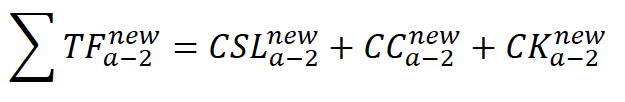 ∑ TF_{a-2}^{new} = CSL_{a-2}^{new} + CC_{a-2}^{new} + CK_{a-2}^{new}